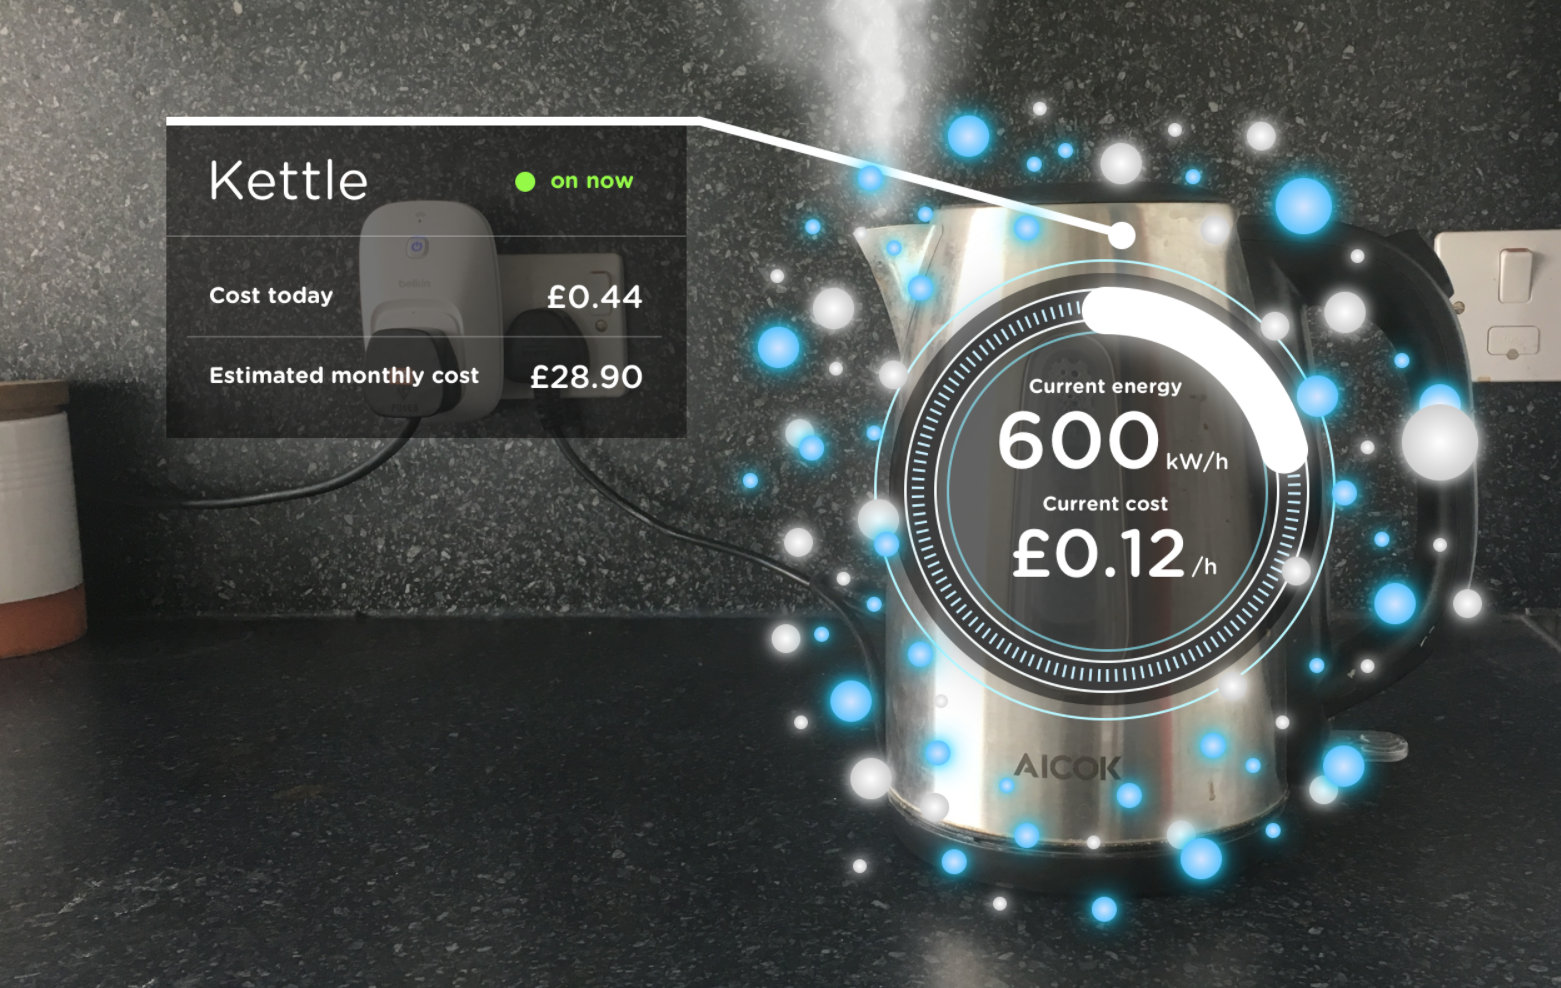 Kettle
on now
Cost today
£0.44
Estimated monthly cost
£28.90
belkin
Current energy
600 kW/h
Current cost
£0.12 /h
AICOK